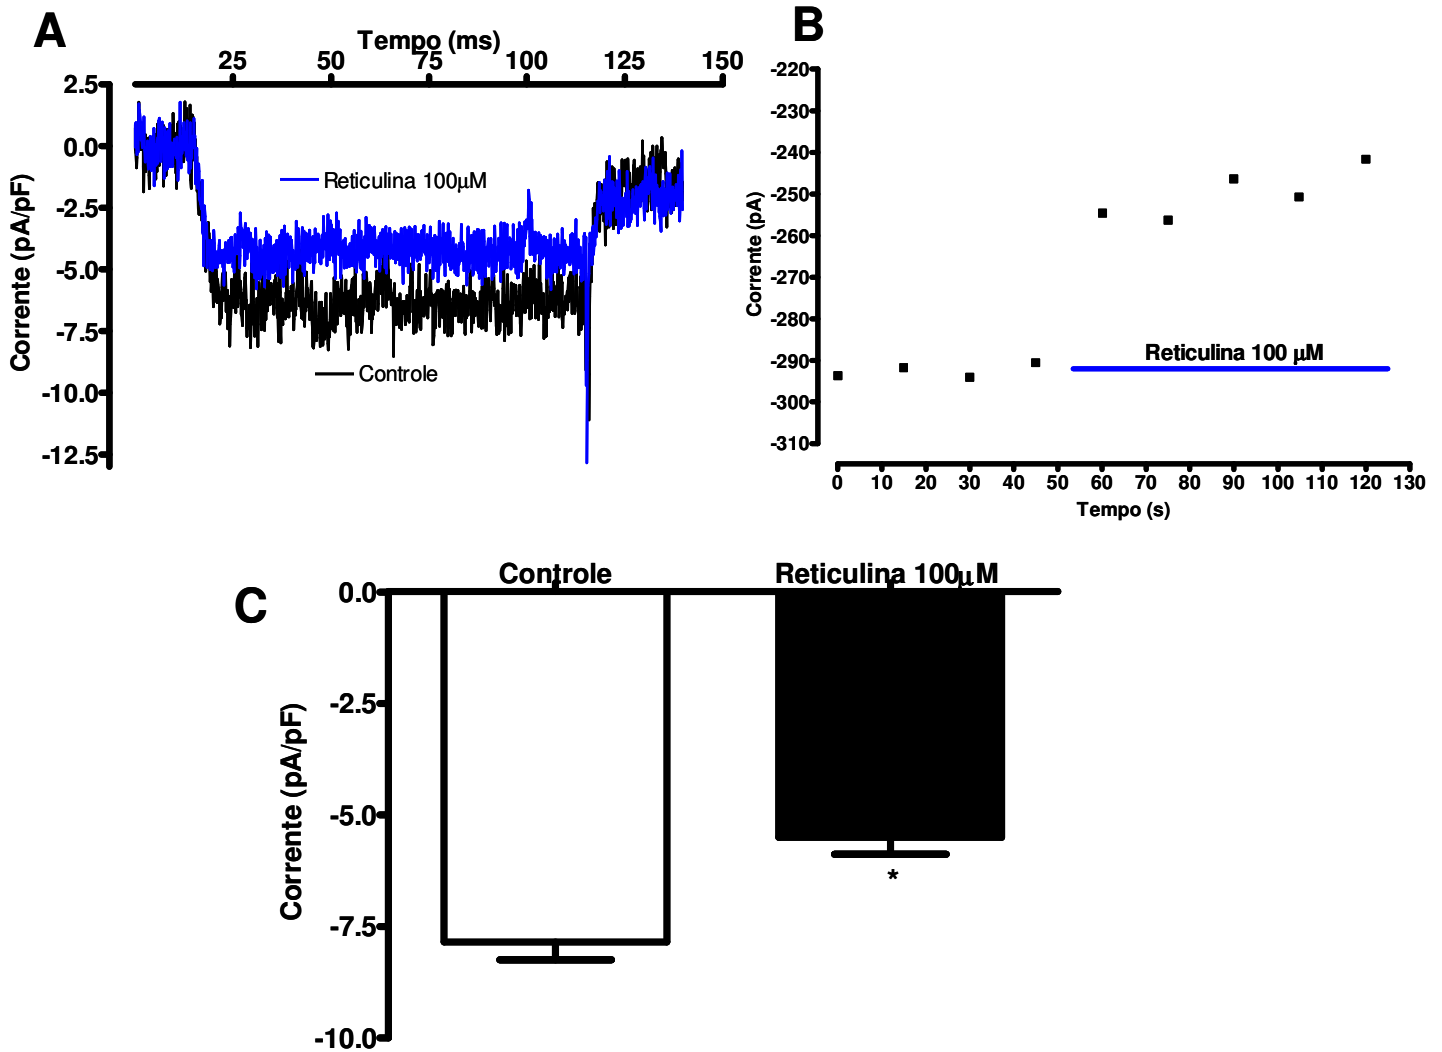 A
Tempo (ms)
25 50 75 100 125 150
2.5
0.0
-2.5
-5.0
-7.5
-10.0
-12.5
Corrente (pA/pF)
Reticulina 100µM
Controle
B
-220
-230
-240
-250
-260
-270
-280
-290
-300
-310
Corrente (pA)
Reticulina 100 µM
0 10 20 30 40 50 60 70 80 90 100 110 120 130
Tempo (s)
C
Controle Reticulina 100µM
0.0
-2.5
-5.0
-7.5
-10.0
Corrente (pA/pF)
*